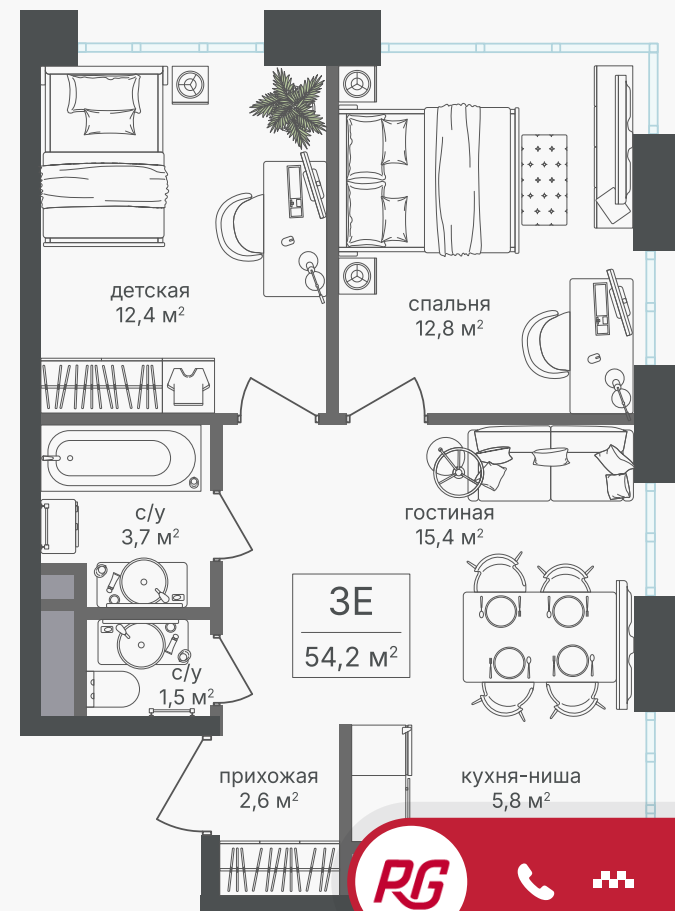 детская
12,4 м²
спальня
12,8 м²
с/у
3,7 м²
гостиная
15,4 м²
3Е
54,2 м²
с/у
1,5 м²
прихожая
2,6 м²
кухня-ниша
5,8 м²
RG